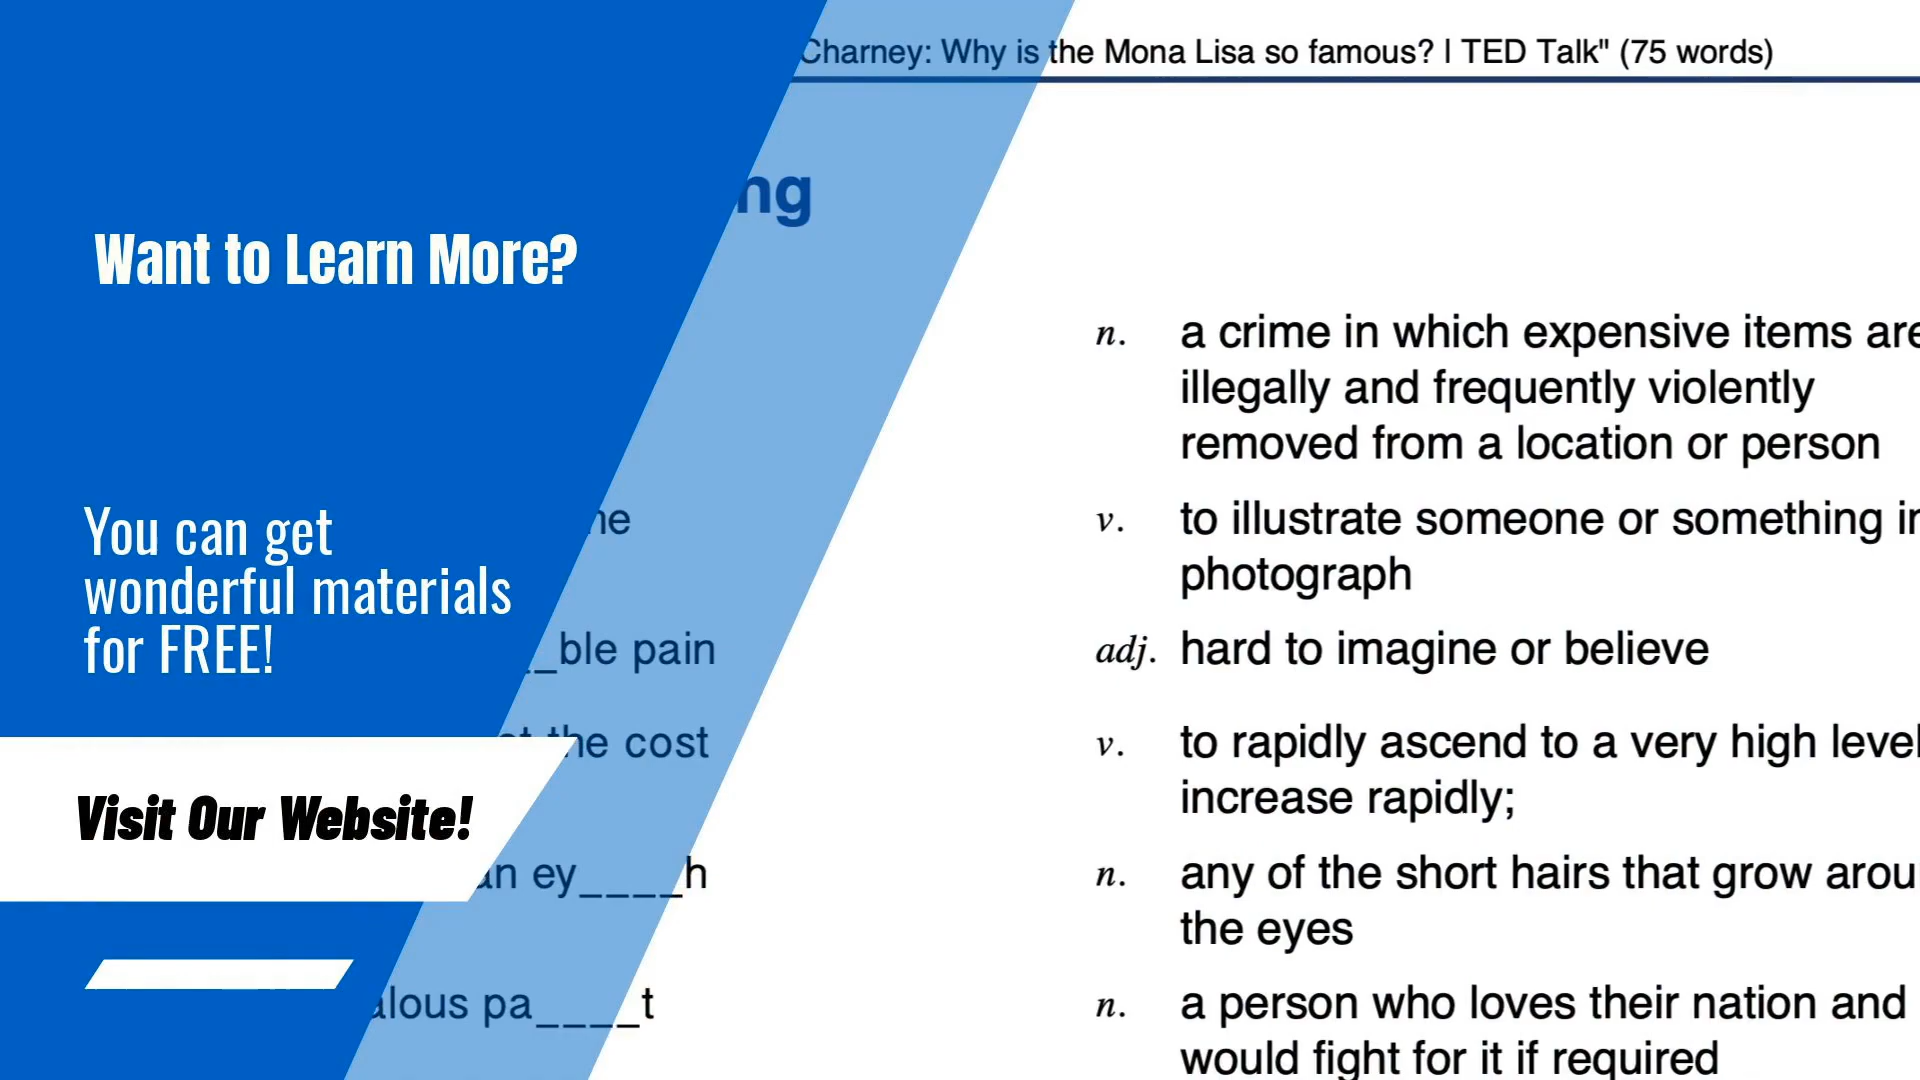 Charney: Why is the Mona Lisa so famous? | TED Talk" (75 words)
ng
Want to Learn More?
You can get
wonderful materials
for FREE!
Visit Our Website!
n. a crime in which expensive items are
illegally and frequently violently
removed from a location or person
v. to illustrate someone or something in
photograph
_ble pain adj. hard to imagine or believe
the cost v. to rapidly ascend to a very high level
increase rapidly;
an ey____h n. any of the short hairs that grow arou
the eyes
alous pa____t n. a person who loves their nation and
would fight for it if required